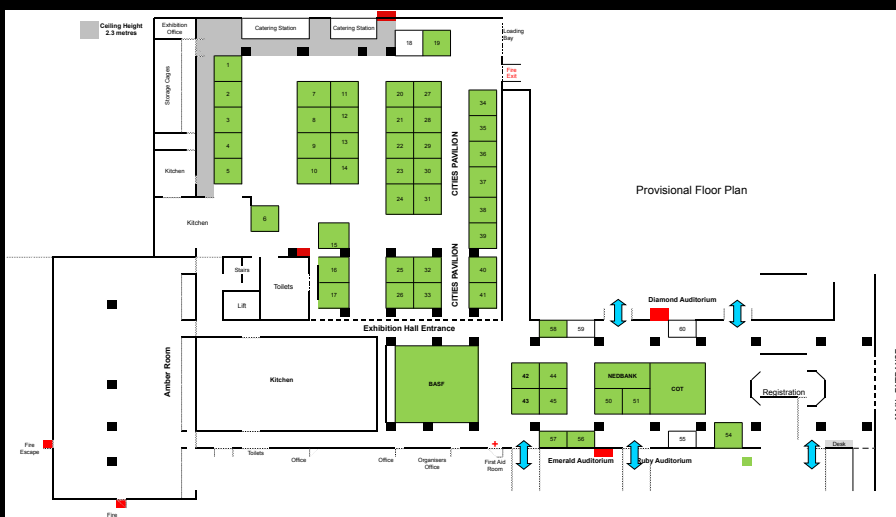 Ceiling Height
2.3 metres
Exhibition
Office
Catering Station
Catering Station
18
19
Loading
Bay
Fire
Exit
Storage Cages
1
2
3
4
5
7
11
8
12
9
13
10
14
20
27
21
28
22
29
23
30
24
31
CITIES PAVILION
34
35
36
37
38
39
Provisional Floor Plan
Kitchen
Kitchen
6
15
16
17
25
32
26
33
CITIES PAVILION
40
41
Stairs
Toilets
Lift
Exhibition Hall Entrance
Diamond Auditorium
58
59
60
Amber Room
Kitchen
BASF
42
44
43
45
NEDBANK
50
51
COT
Registration
57
56
55
54
Desk
Fire
Escape
Toilets
Office
Office
Organisers
Office
First Aid
Room
Emerald Auditorium
Ruby Auditorium
Fire